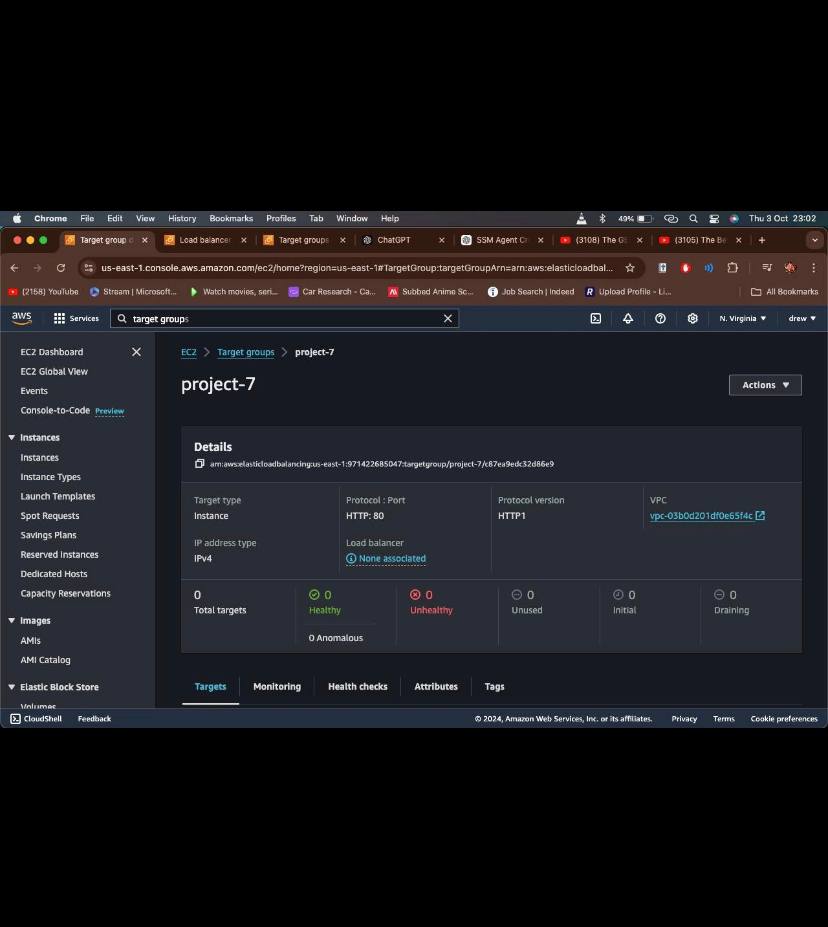 Chrome File Edit View History Bookmarks Profiles Tab Window Help 49% Thu 3 Oct 23:02
Target group d Load balancer Target groups ChatGPT SSM Agent Cr (3108) The GE (3105) The Be
us-east-1.console.aws.amazon.com/ec2/home?region=us-east-1#TargetGroup:targetGroupArn=arn:aws:elasticloadbal...
(2158) YouTube Stream | Microsoft... Watch movies, seri... Car Research - Ca... Subbed Anime Sc... Job Search | Indeed Upload Profile - Li... All Bookmarks
aws Services target groups N. Virginia ▼ drew ▼
EC2 Dashboard
EC2 Global View
Events
Console-to-Code Preview
Instances
Instances
Instance Types
Launch Templates
Spot Requests
Savings Plans
Reserved Instances
Dedicated Hosts
Capacity Reservations
Images
AMIs
AMI Catalog
Elastic Block Store
Volumes
EC2 > Target groups > project-7
project-7
Actions ▼
Details
arn:aws:elasticloadbalancing:us-east-1:971422685047:targetgroup/project-7/c87ea9edc32d86e9
Target type
Instance
Protocol : Port
HTTP: 80
Protocol version
HTTP1
VPC
vpc-03b0d201df0e65f4c
IP address type
IPv4
Load balancer
None associated
0
Total targets
0
Healthy
0 Anomalous
0
Unhealthy
0
Unused
0
Initial
0
Draining
Targets Monitoring Health checks Attributes Tags
CloudShell Feedback © 2024, Amazon Web Services, Inc. or its affiliates. Privacy Terms Cookie preferences